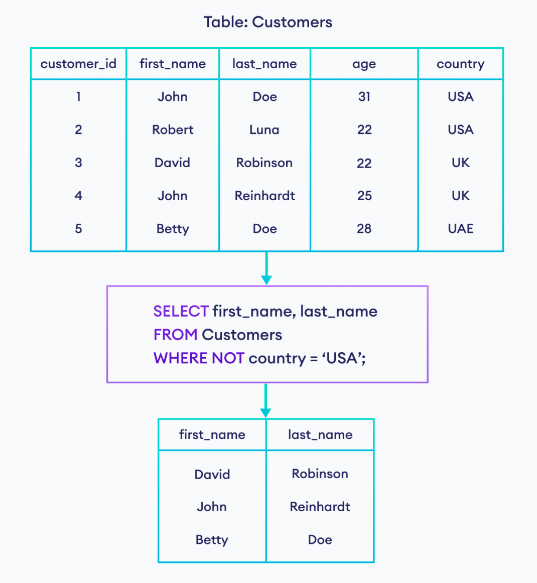 Table: Customers
customer_id first_name last_name age country
1 John Doe 31 USA
2 Robert Luna 22 USA
3 David Robinson 22 UK
4 John Reinhardt 25 UK
5 Betty Doe 28 UAE
SELECT first_name, last_name
FROM Customers
WHERE NOT country = ‘USA’;
first_name last_name
David Robinson
John Reinhardt
Betty Doe